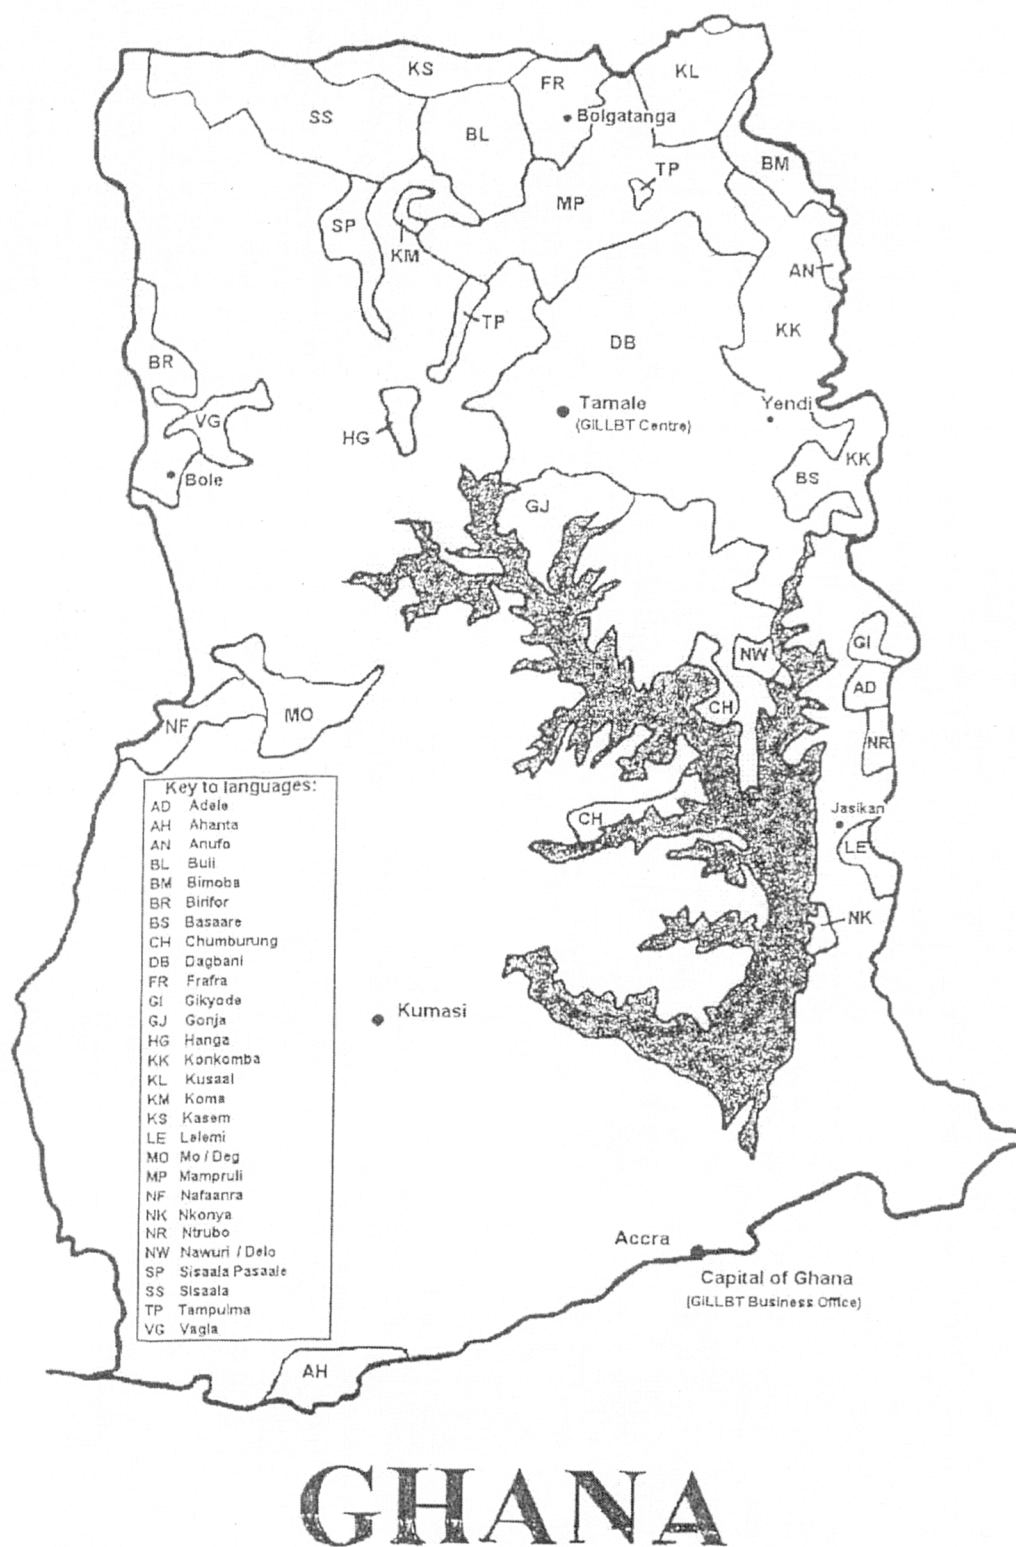 KS
KL
FR
SS
Bolgatanga
BL
BM
TP
MP
SP
KM
AN
TP
KK
DB
BR
Tamale
(GILLBT Centre)
Yendi
VG
HG
KK
BS
Bole
GJ
GI
NW
AD
CH
MO
NF
NR
Key to languages:
AD Adele
AH Ahanta
AN Anufo
BL Buli
BM Bimoba
BR Birifor
BS Basaare
CH Chumburung
DB Dagbani
FR Frafra
GI Gikyode
GJ Gonja
HG Hanga
KK Konkomba
KL Kusaal
KM Koma
KS Kasem
LE Lelemi
MO Mo / Deg
MP Mampruli
NF Nafaanra
NK Nkonya
NR Ntrubo
NW Nawuri / Delo
SP Sisaala Pasaale
SS Sisaala
TP Tampulma
VG Vagla
Jasikan
CH
LE
NK
Kumasi
Accra
Capital of Ghana
(GILLBT Business Office)
AH
GHANA